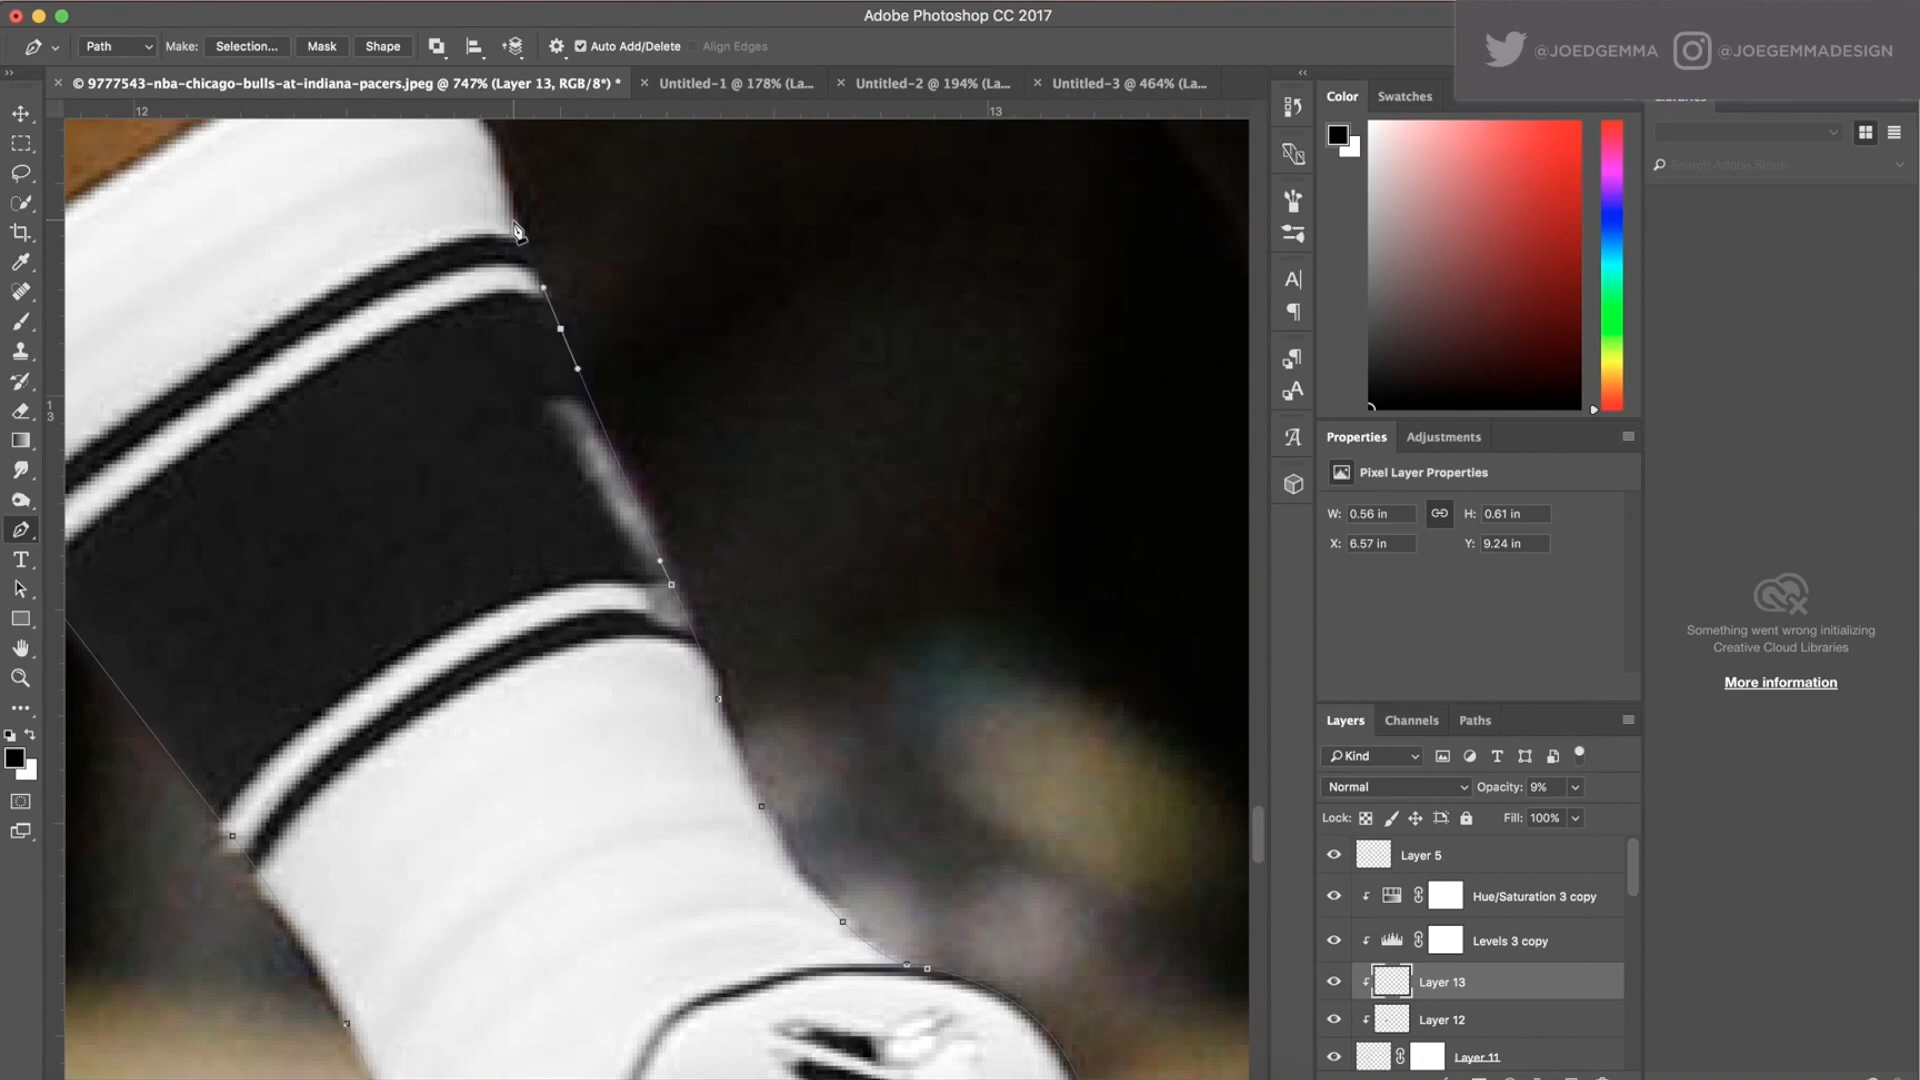 Adobe Photoshop CC 2017
@JOEDGEMMA @JOEGEMMADESIGN
Path Make: Selection... Mask Shape Auto Add/Delete Align Edges
© 9777543-nba-chicago-bulls-at-indiana-pacers.jpeg @ 747% (Layer 13, RGB/8*) * Untitled-1 @ 178% (La... Untitled-2 @ 194% (La... Untitled-3 @ 464% (La...
Color Swatches Libraries
12 13
Search Adobe Stock
1
3
Properties Adjustments
Pixel Layer Properties
W: 0.56 in H: 0.61 in
X: 6.57 in Y: 9.24 in
Something went wrong initializing
Creative Cloud Libraries
More information
Layers Channels Paths
Kind
Normal Opacity: 9%
Lock: Fill: 100%
Layer 5
Hue/Saturation 3 copy
Levels 3 copy
Layer 13
Layer 12
Layer 11